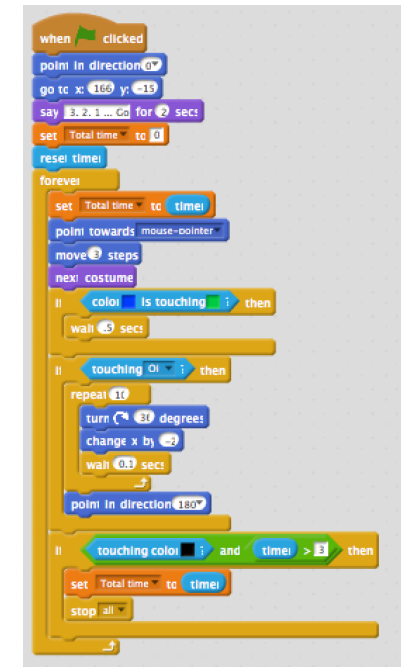 when clicked
point in direction 0
go to x: 166 y: -15
say 3. 2. 1 ... Go for 2 secs
set Total time to 0
reset timer
forever
set Total time to timer
point towards mouse-pointer
move 3 steps
next costume
if color is touching ? then
wait .5 secs
if touching Oi ? then
repeat 10
turn 30 degrees
change x by -2
wait 0.1 secs
point in direction 180
if touching color ? and timer > 3 then
set Total time to timer
stop all